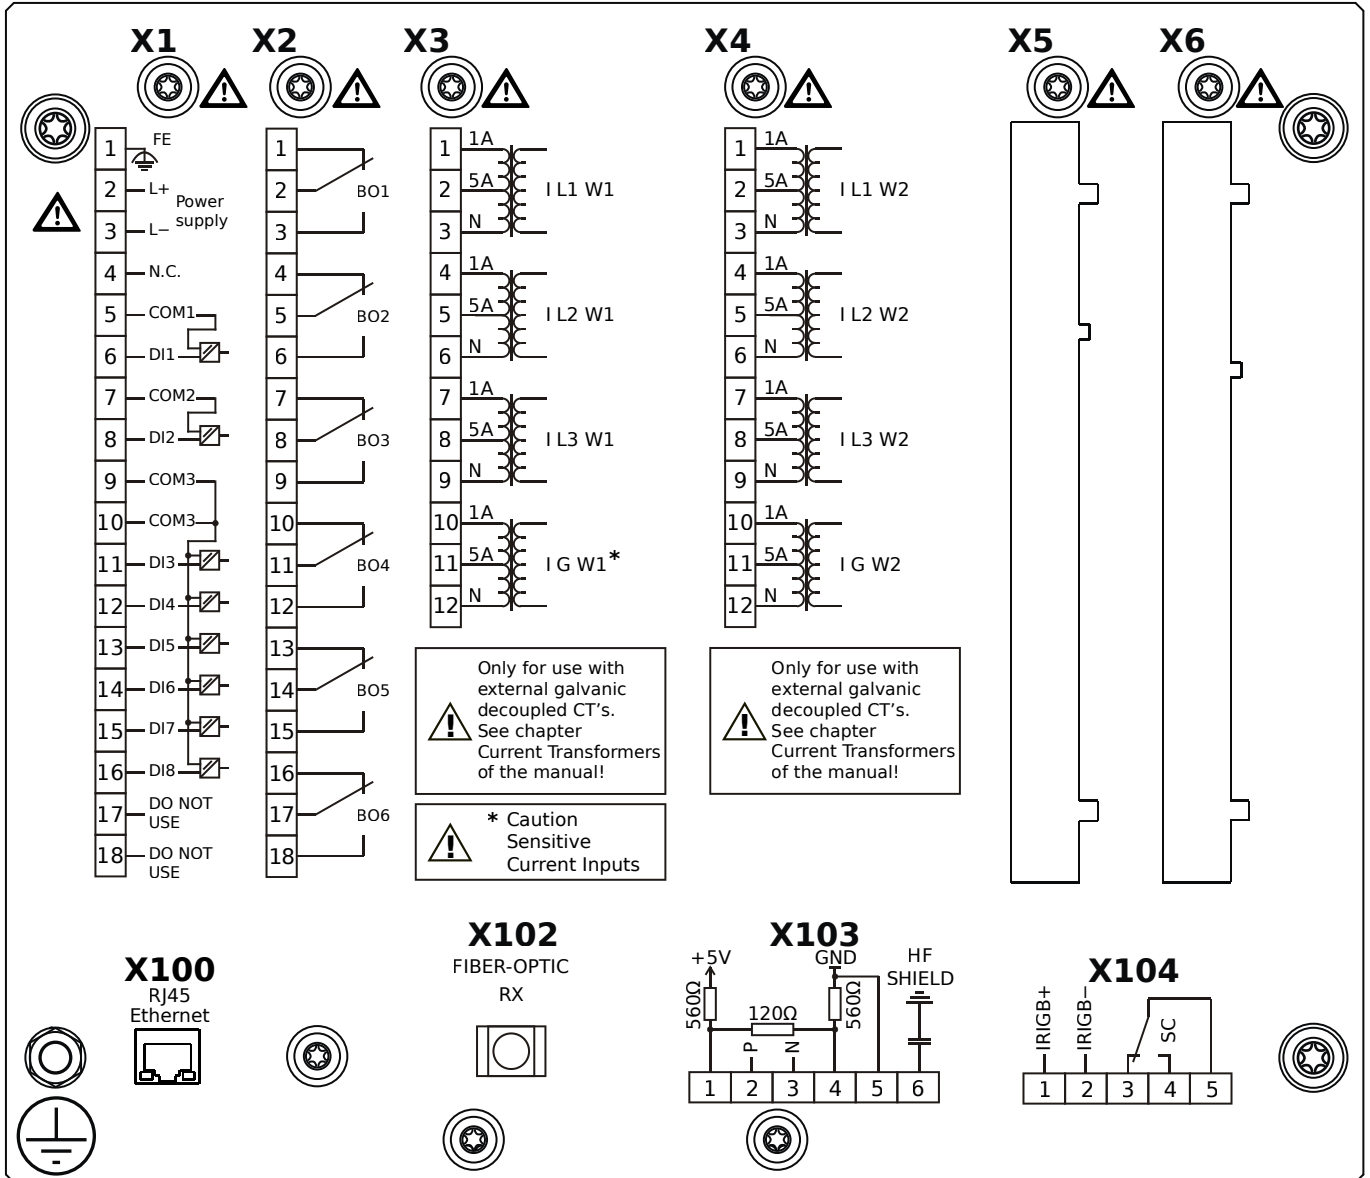 X1 X2 X3 X4 X5 X6
1 FE
2 L+
Power
supply
3 L−
4 N.C.
5 COM1
6 DI1
7 COM2
8 DI2
9 COM3
10 COM3
11 DI3
12 DI4
13 DI5
14 DI6
15 DI7
16 DI8
17 DO NOT
USE
18 DO NOT
USE
1
2 BO1
3
4
5 BO2
6
7
8 BO3
9
10
11 BO4
12
13
14 BO5
15
16
17 BO6
18
1 1A
2 5A I L1 W1
3 N
4 1A
5 5A I L2 W1
6 N
7 1A
8 5A I L3 W1
9 N
10 1A
11 5A I G W1*
12 N
Only for use with
external galvanic
decoupled CT's.
See chapter
Current Transformers
of the manual!
* Caution
Sensitive
Current Inputs
1 1A
2 5A I L1 W2
3 N
4 1A
5 5A I L2 W2
6 N
7 1A
8 5A I L3 W2
9 N
10 1A
11 5A I G W2
12 N
Only for use with
external galvanic
decoupled CT's.
See chapter
Current Transformers
of the manual!
X100
RJ45
Ethernet
X102
FIBER-OPTIC
RX
X103
+5V GND HF
SHIELD
560Ω 120Ω 560Ω
P N
1 2 3 4 5 6
X104
IRIGB+ IRIGB− SC
1 2 3 4 5